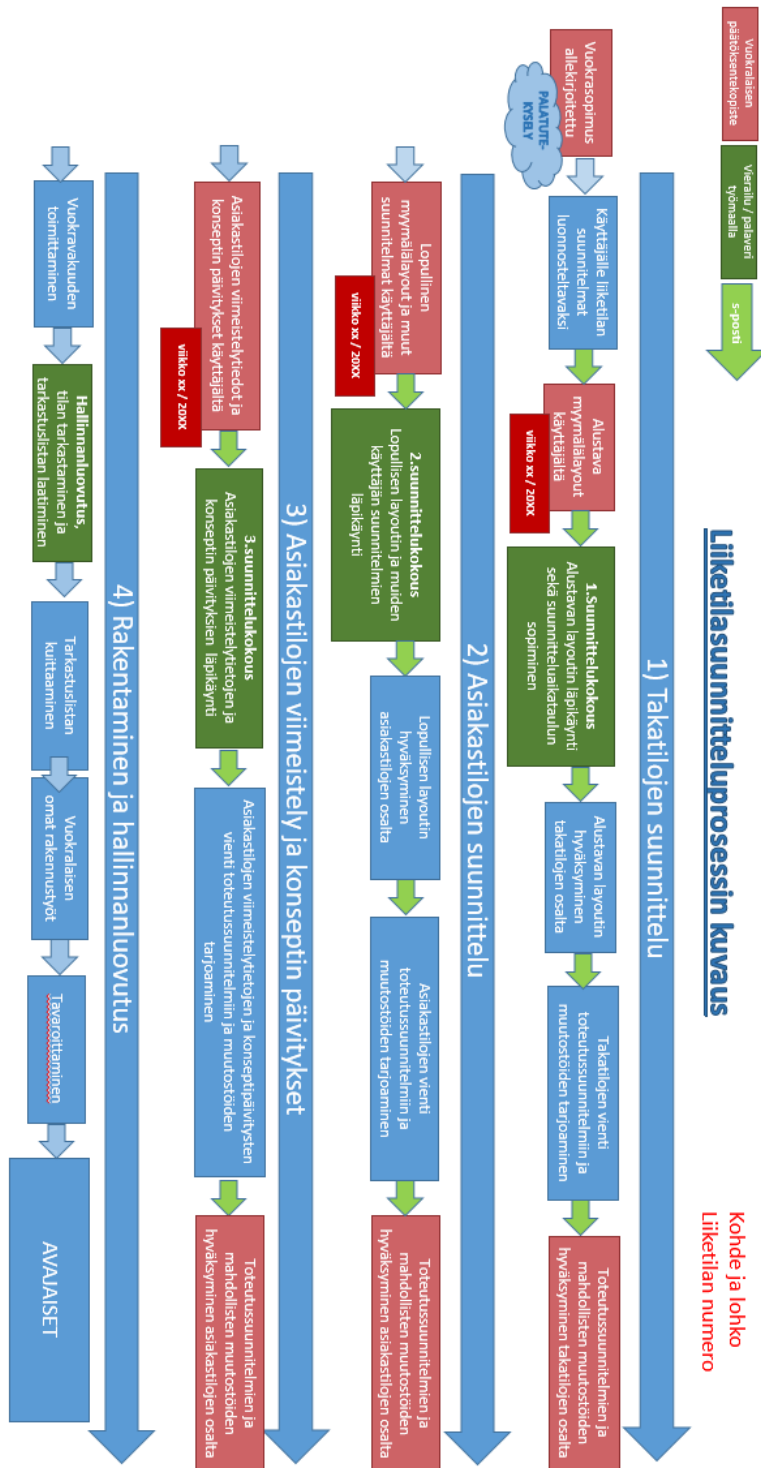 Vuokralaisen
päätöksentekopiste
Vierailu / palaveri
työmaalla
s-posti
Liiketilasuunnitteluprosessin kuvaus
Kohde ja lohko
Liiketilan numero
1) Takatilojen suunnittelu
Vuokrasopimus
allekirjoitettu
PALATUTE-
KYSELY
Käyttäjälle liiketilan
suunnitelmat
luonnosteltavaksi
Alustava
myymälälayout
käyttäjältä
viikko xx / 20XX
1.Suunnittelukokous
Alustavan layoutin läpikäynti
sekä suunnitteluaikataulun
sopiminen
Alustavan layoutin
hyväksyminen
takatilojen osalta
Takatilojen vienti
toteutussuunnitelmiin ja
muutostöiden tarjoaminen
Toteutussuunnitelmien ja
mahdollisten muutostöiden
hyväksyminen takatilojen osalta
2) Asiakastilojen suunnittelu
Lopullinen
myymälälayout ja muut
suunnitelmat käyttäjältä
viikko xx / 20XX
2.suunnittelukokous
Lopullisen layoutin ja muiden
käyttäjän suunnitelmien
läpikäynti
Lopullisen layoutin
hyväksyminen
asiakastilojen osalta
Asiakastilojen vienti
toteutussuunnitelmiin ja
muutostöiden tarjoaminen
Toteutussuunnitelmien ja
mahdollisten muutostöiden
hyväksyminen asiakastilojen osalta
3) Asiakastilojen viimeistely ja konseptin päivitykset
Asiakastilojen viimeistelytiedot ja
konseptin päivitykset käyttäjältä
viikko xx / 20XX
3.suunnittelukokous
Asiakastilojen viimeistelytietojen ja
konseptin päivityksien läpikäynti
Asiakastilojen viimeistelytietojen ja konseptipäivitysten
vienti toteutussuunnitelmiin ja muutostöiden
tarjoaminen
Toteutussuunnitelmien ja
mahdollisten muutostöiden
hyväksyminen asiakastilojen osalta
4) Rakentaminen ja hallinnanluovutus
Vuokravakuuden
toimittaminen
Hallinnanluovutus,
tilan tarkastaminen ja
tarkastuslistan laatiminen
Tarkastuslistan
kuittaaminen
Vuokralaisen
omat rakennustyöt
Tavaroittaminen
AVAJAISET